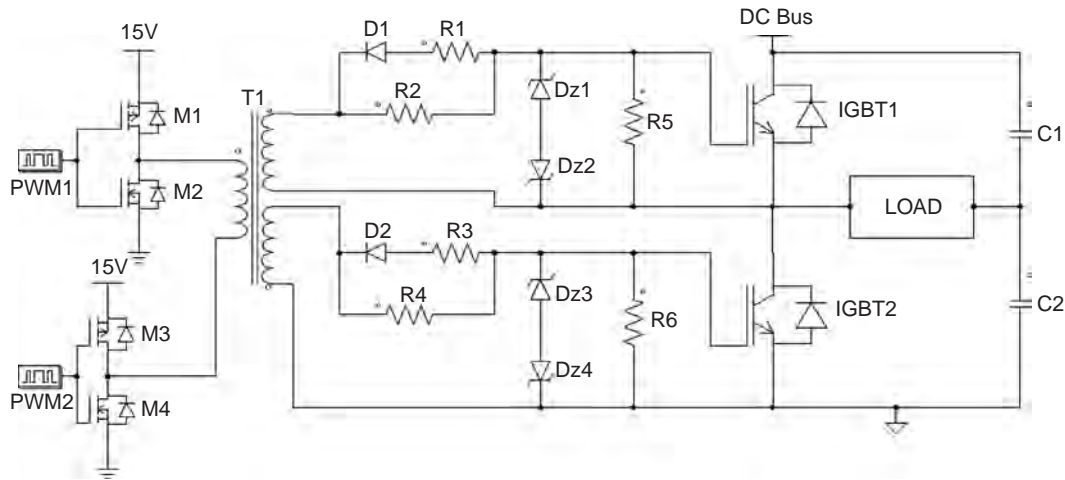 DC Bus
15V
D1
R1
T1
R2
M1
Dz1
R5
IGBT1
C1
PWM1
M2
Dz2
LOAD
15V
D2
R3
R4
Dz3
R6
IGBT2
C2
M3
Dz4
PWM2
M4